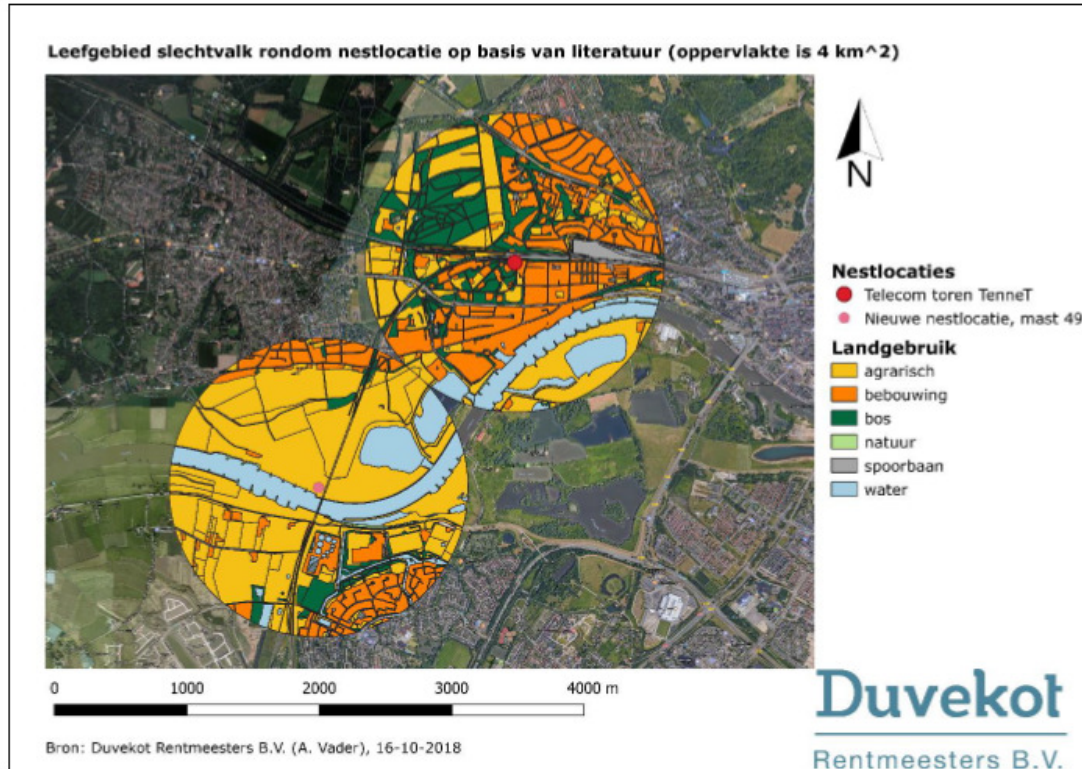 Leefgebied slechtvalk rondom nestlocatie op basis van literatuur (oppervlakte is 4 km^2)
N
Nestlocaties
Telecom toren TenneT
Nieuwe nestlocatie, mast 49
Landgebruik
agrarisch
bebouwing
bos
natuur
spoorbaan
water
0 1000 2000 3000 4000 m
Bron: Duvekot Rentmeesters B.V. (A. Vader), 16-10-2018
Duvekot
Rentmeesters B.V.